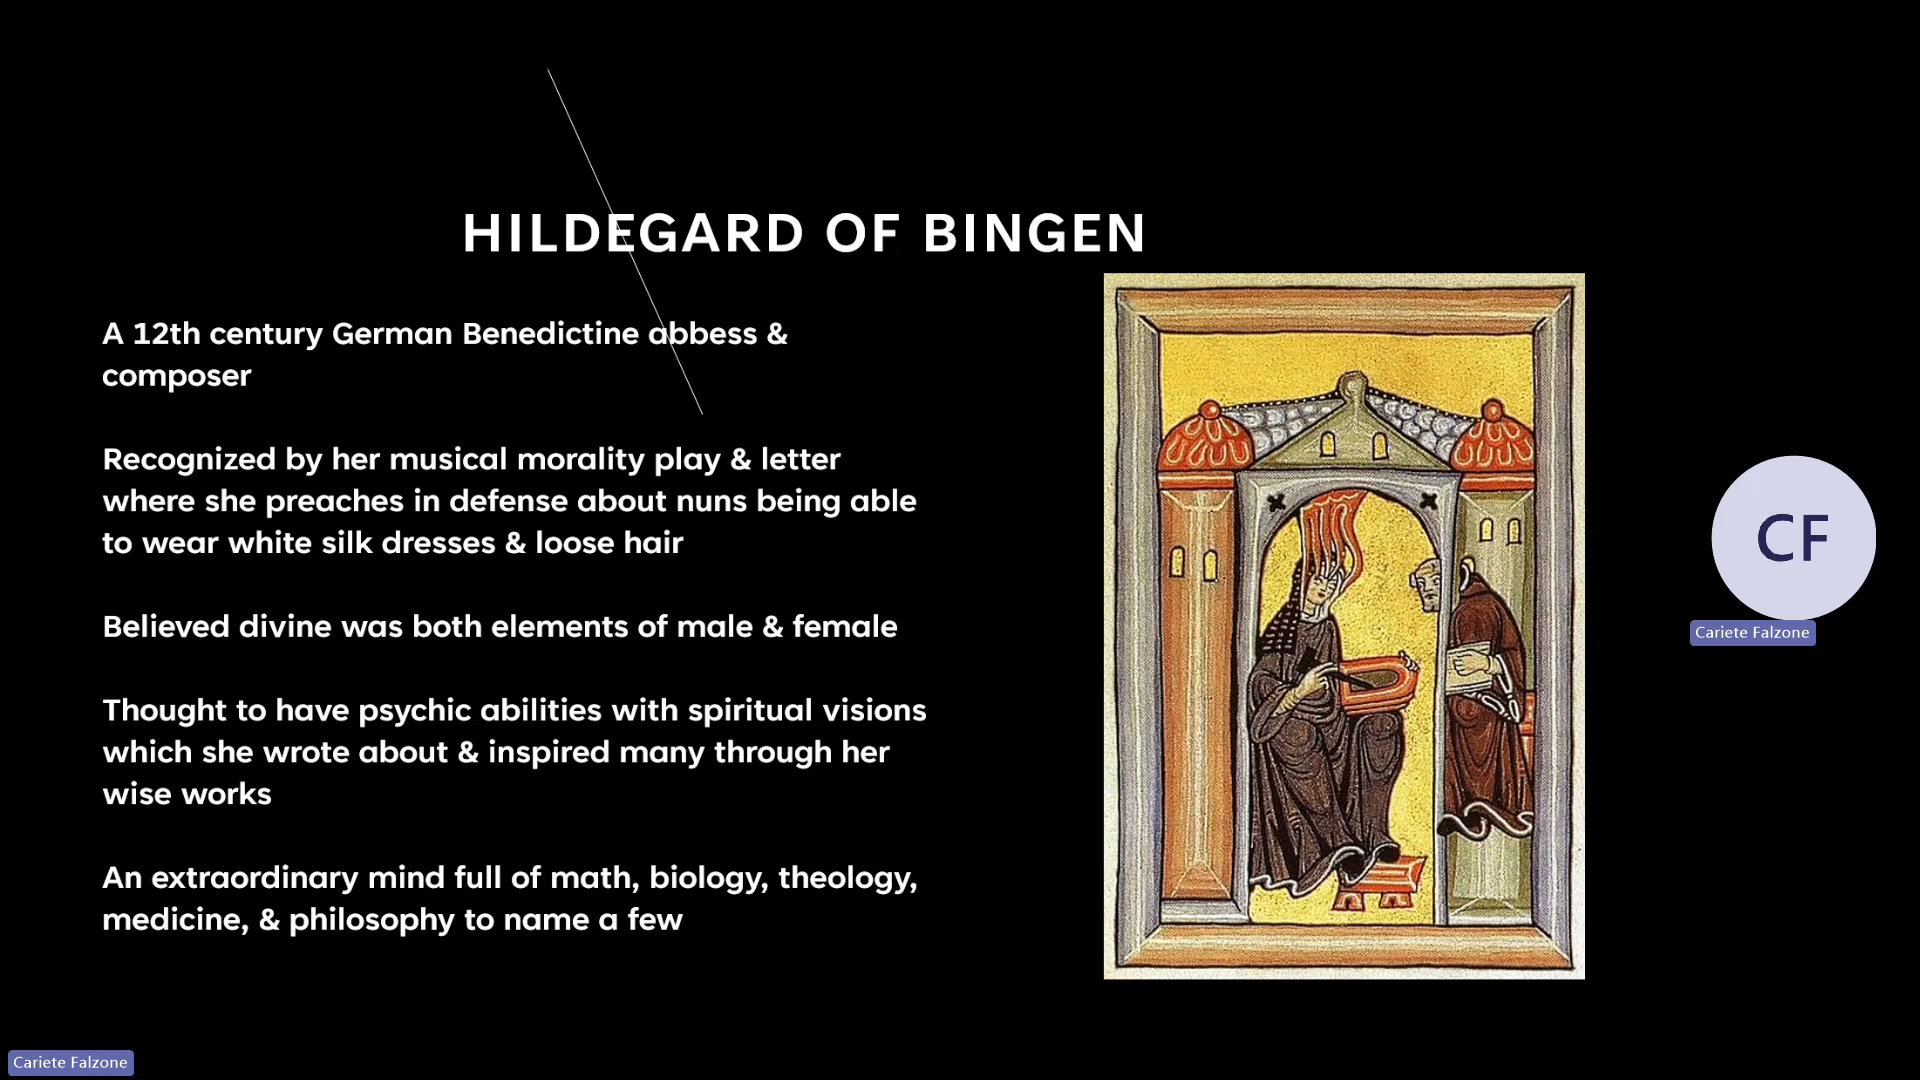 HILDEGARD OF BINGEN
A 12th century German Benedictine abbess &
composer
Recognized by her musical morality play & letter
where she preaches in defense about nuns being able
to wear white silk dresses & loose hair
Believed divine was both elements of male & female
Thought to have psychic abilities with spiritual visions
which she wrote about & inspired many through her
wise works
An extraordinary mind full of math, biology, theology,
medicine, & philosophy to name a few
CF
Cariete Falzone
Cariete Falzone